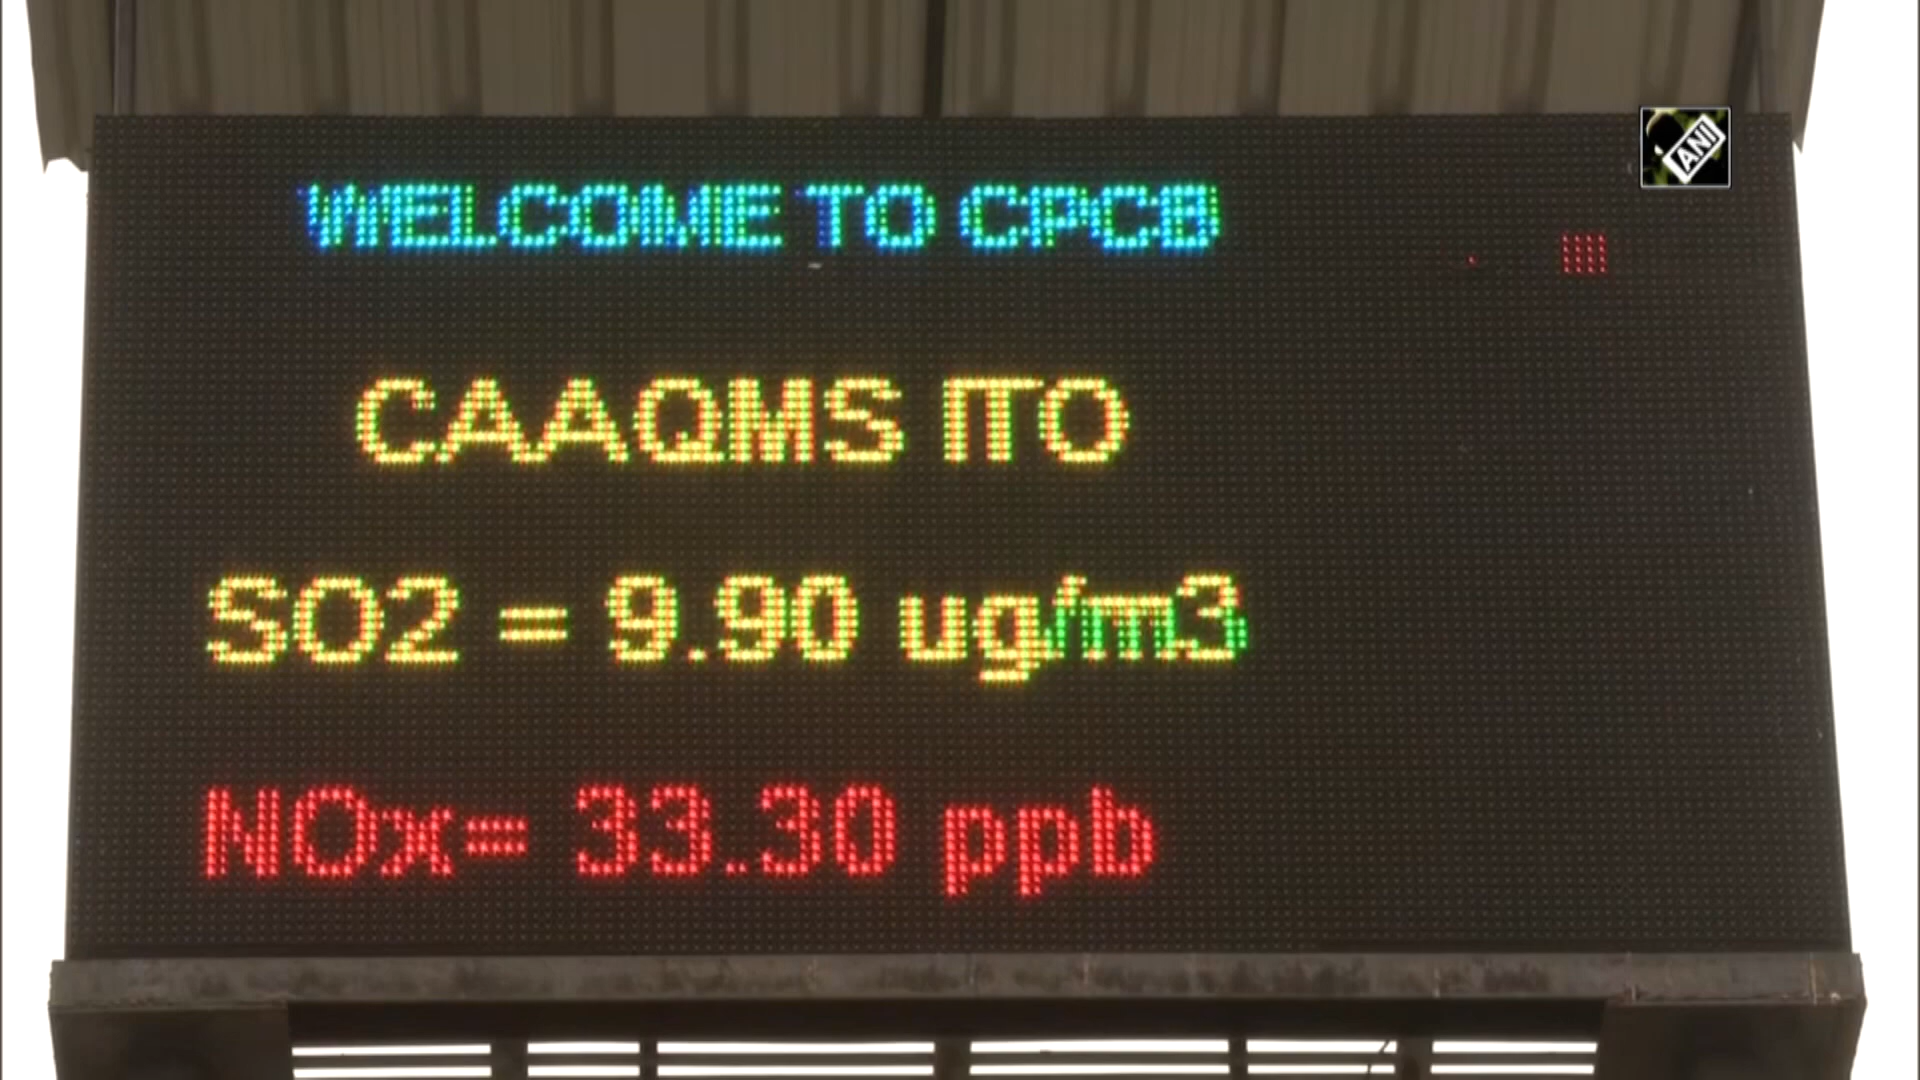 ANI
WELCOME TO CPCB
CAAQMS ITO
SO2 = 9.90 ug/m3
NOx= 33.30 ppb